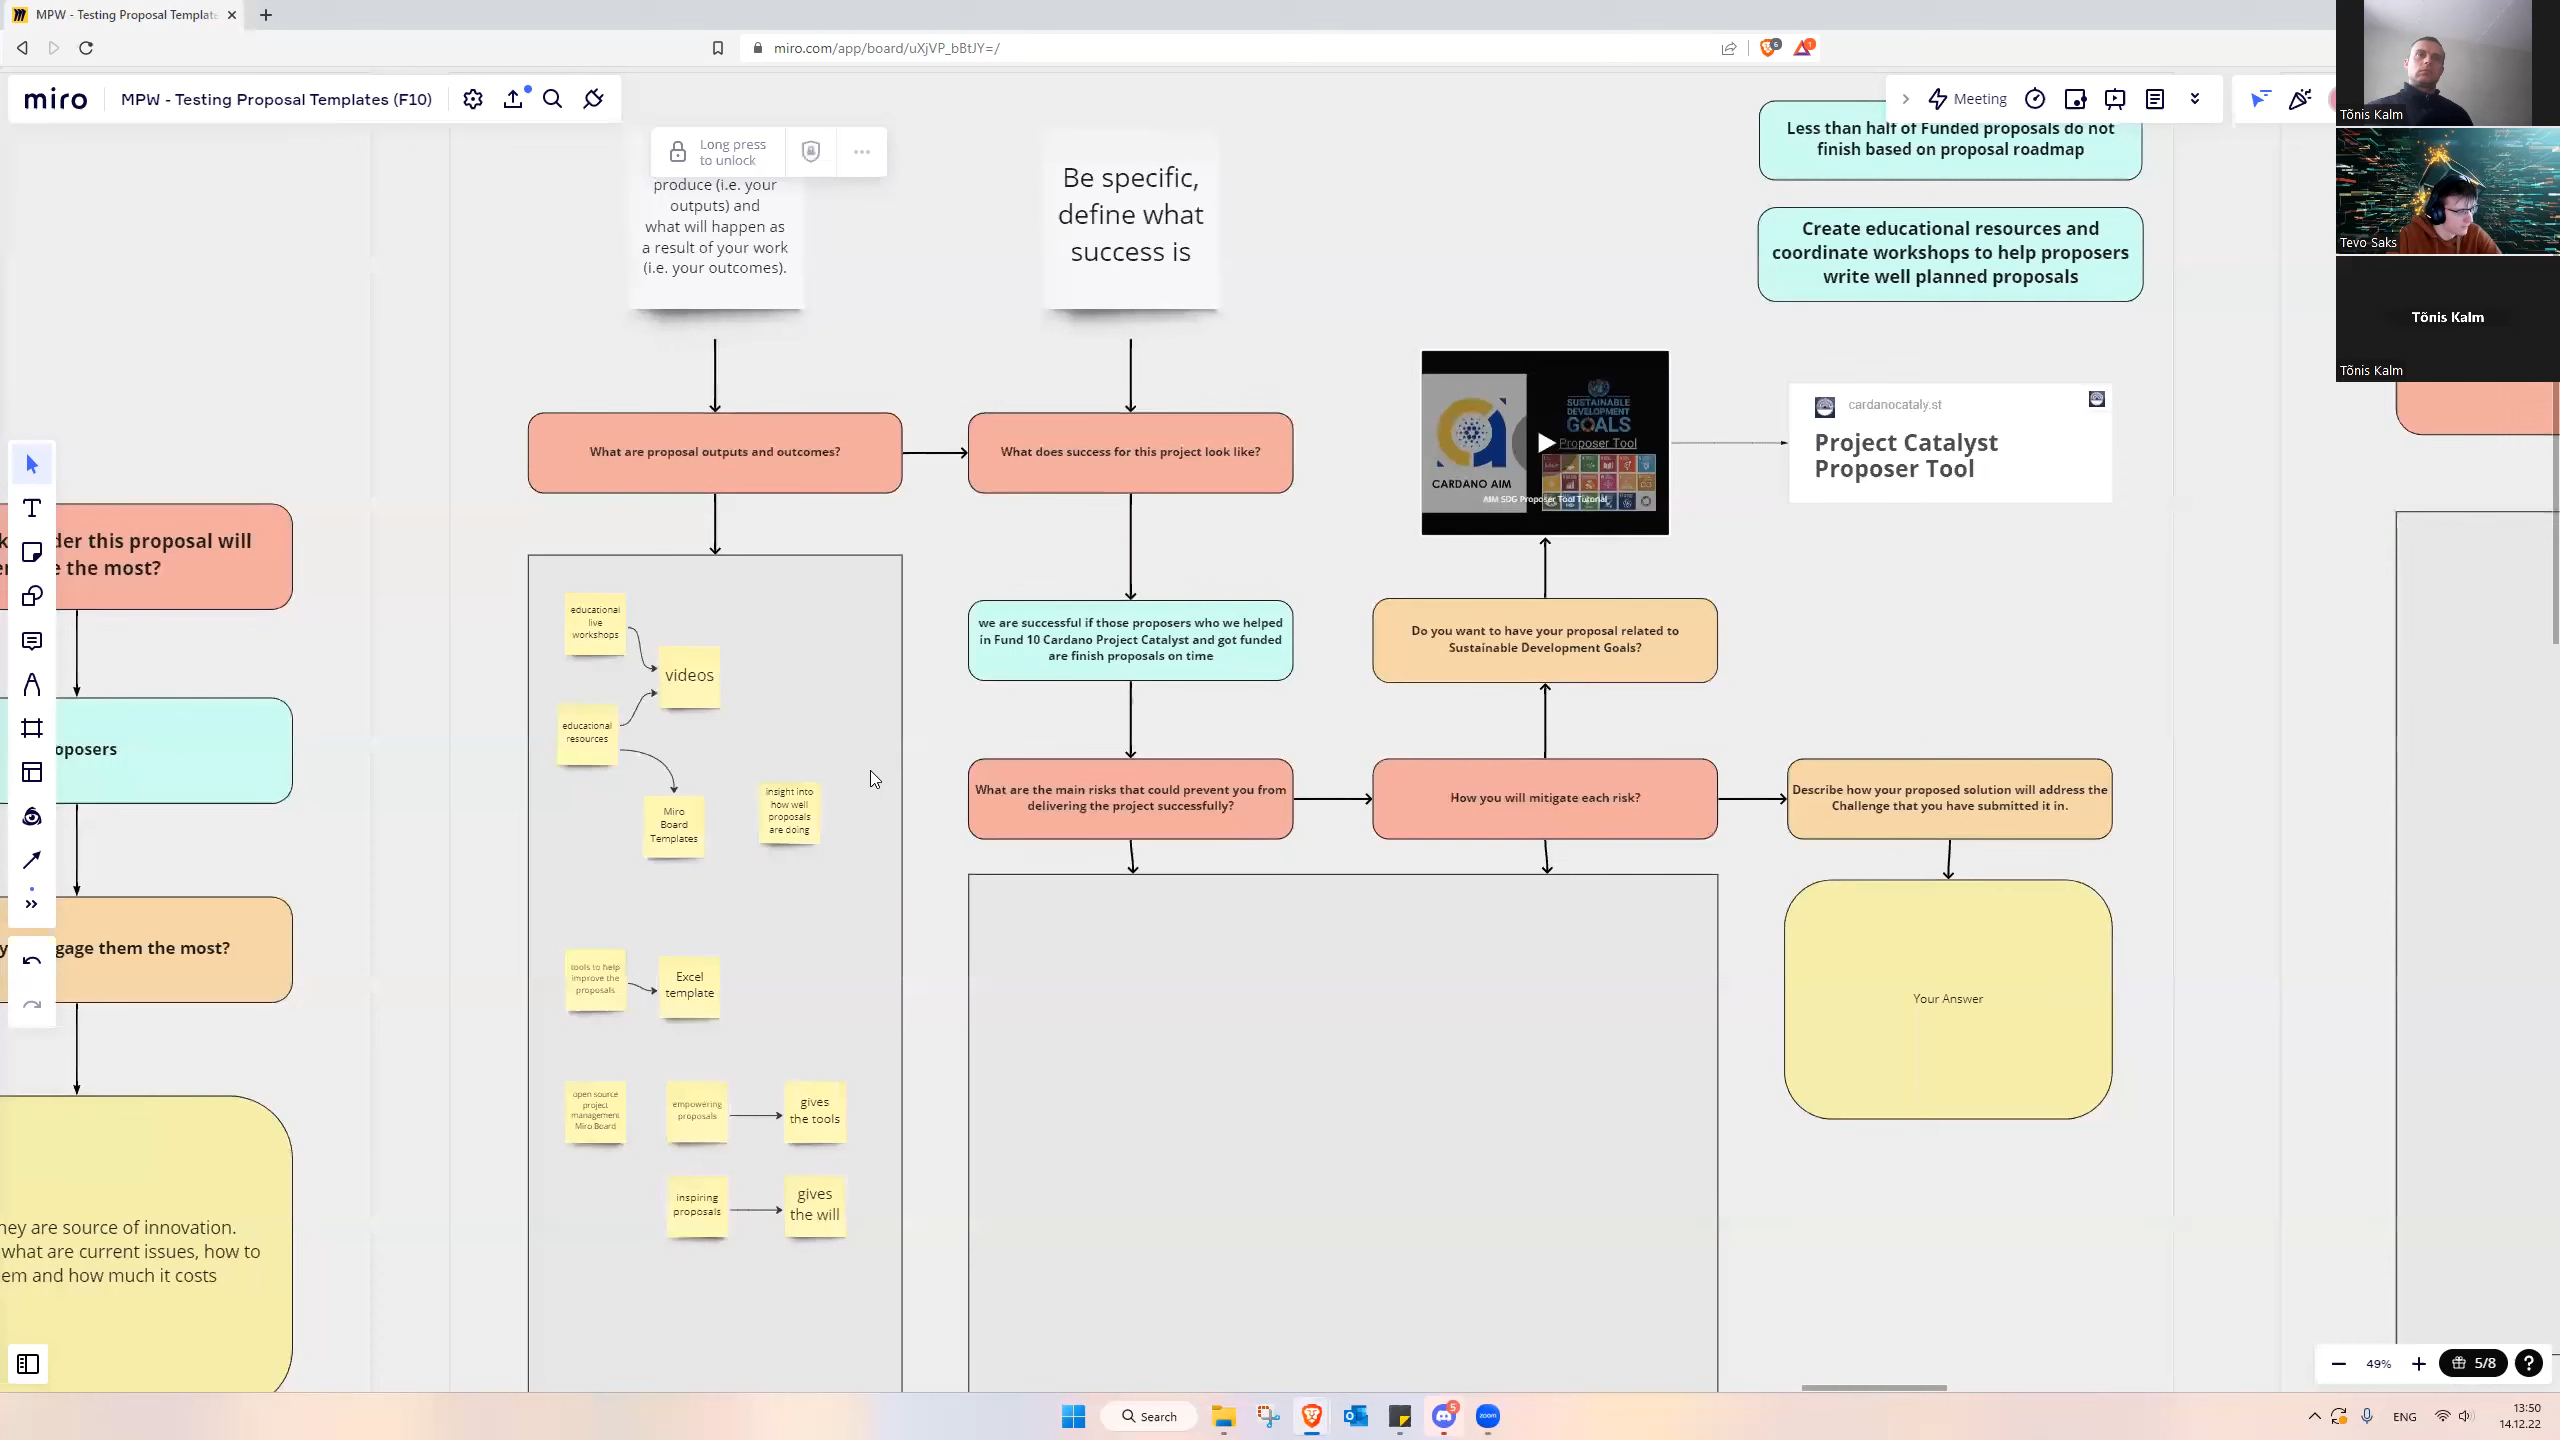 MPW - Testing Proposal Template
miro.com/app/board/uXjVP_bBtJY=/
miro
MPW - Testing Proposal Templates (F10)
Meeting
Long press
to unlock
produce (i.e. your
outputs) and
what will happen as
a result of your work
(i.e. your outcomes).
Be specific,
define what
success is
Less than half of Funded proposals do not
finish based on proposal roadmap
Create educational resources and
coordinate workshops to help proposers
write well planned proposals
Tõnis Kalm
Tevo Saks
Tõnis Kalm
Tõnis Kalm
What are proposal outputs and outcomes?
What does success for this project look like?
SUSTAINABLE
DEVELOPMENT
GOALS
Proposer Tool
CARDANO AIM
AIM SDG Proposer Tool Tutorial
cardanocataly.st
Project Catalyst
Proposer Tool
der this proposal will
e the most?
educational
live
workshops
videos
educational
resources
Miro
Board
Templates
insight into
how well
proposals
are doing
we are successful if those proposers who we helped
in Fund 10 Cardano Project Catalyst and got funded
are finish proposals on time
Do you want to have your proposal related to
Sustainable Development Goals?
oposers
What are the main risks that could prevent you from
delivering the project successfully?
How you will mitigate each risk?
Describe how your proposed solution will address the
Challenge that you have submitted it in.
gage them the most?
tools to help
improve the
proposals
Excel
template
Your Answer
open source
project
management
Miro Board
empowering
proposals
gives
the tools
inspiring
proposals
gives
the will
hey are source of innovation.
what are current issues, how to
em and how much it costs
49%
5/8
Search
5
zoom
ENG
13:50
14.12.22